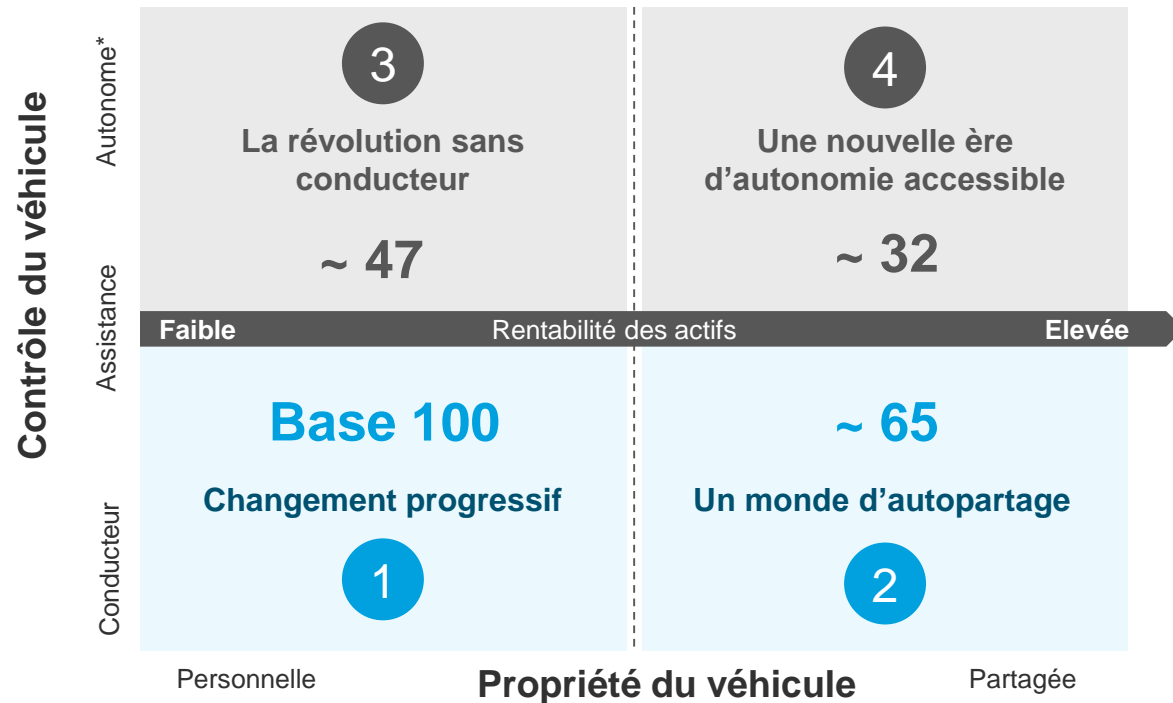 Contrôle du véhicule
Autonome*
Assistance
Conducteur
3
La révolution sans
conducteur
~ 47
4
Une nouvelle ère
d’autonomie accessible
~ 32
Faible
Rentabilité des actifs
Elevée
Base 100
Changement progressif
1
~ 65
Un monde d’autopartage
2
Personnelle
Propriété du véhicule
Partagée